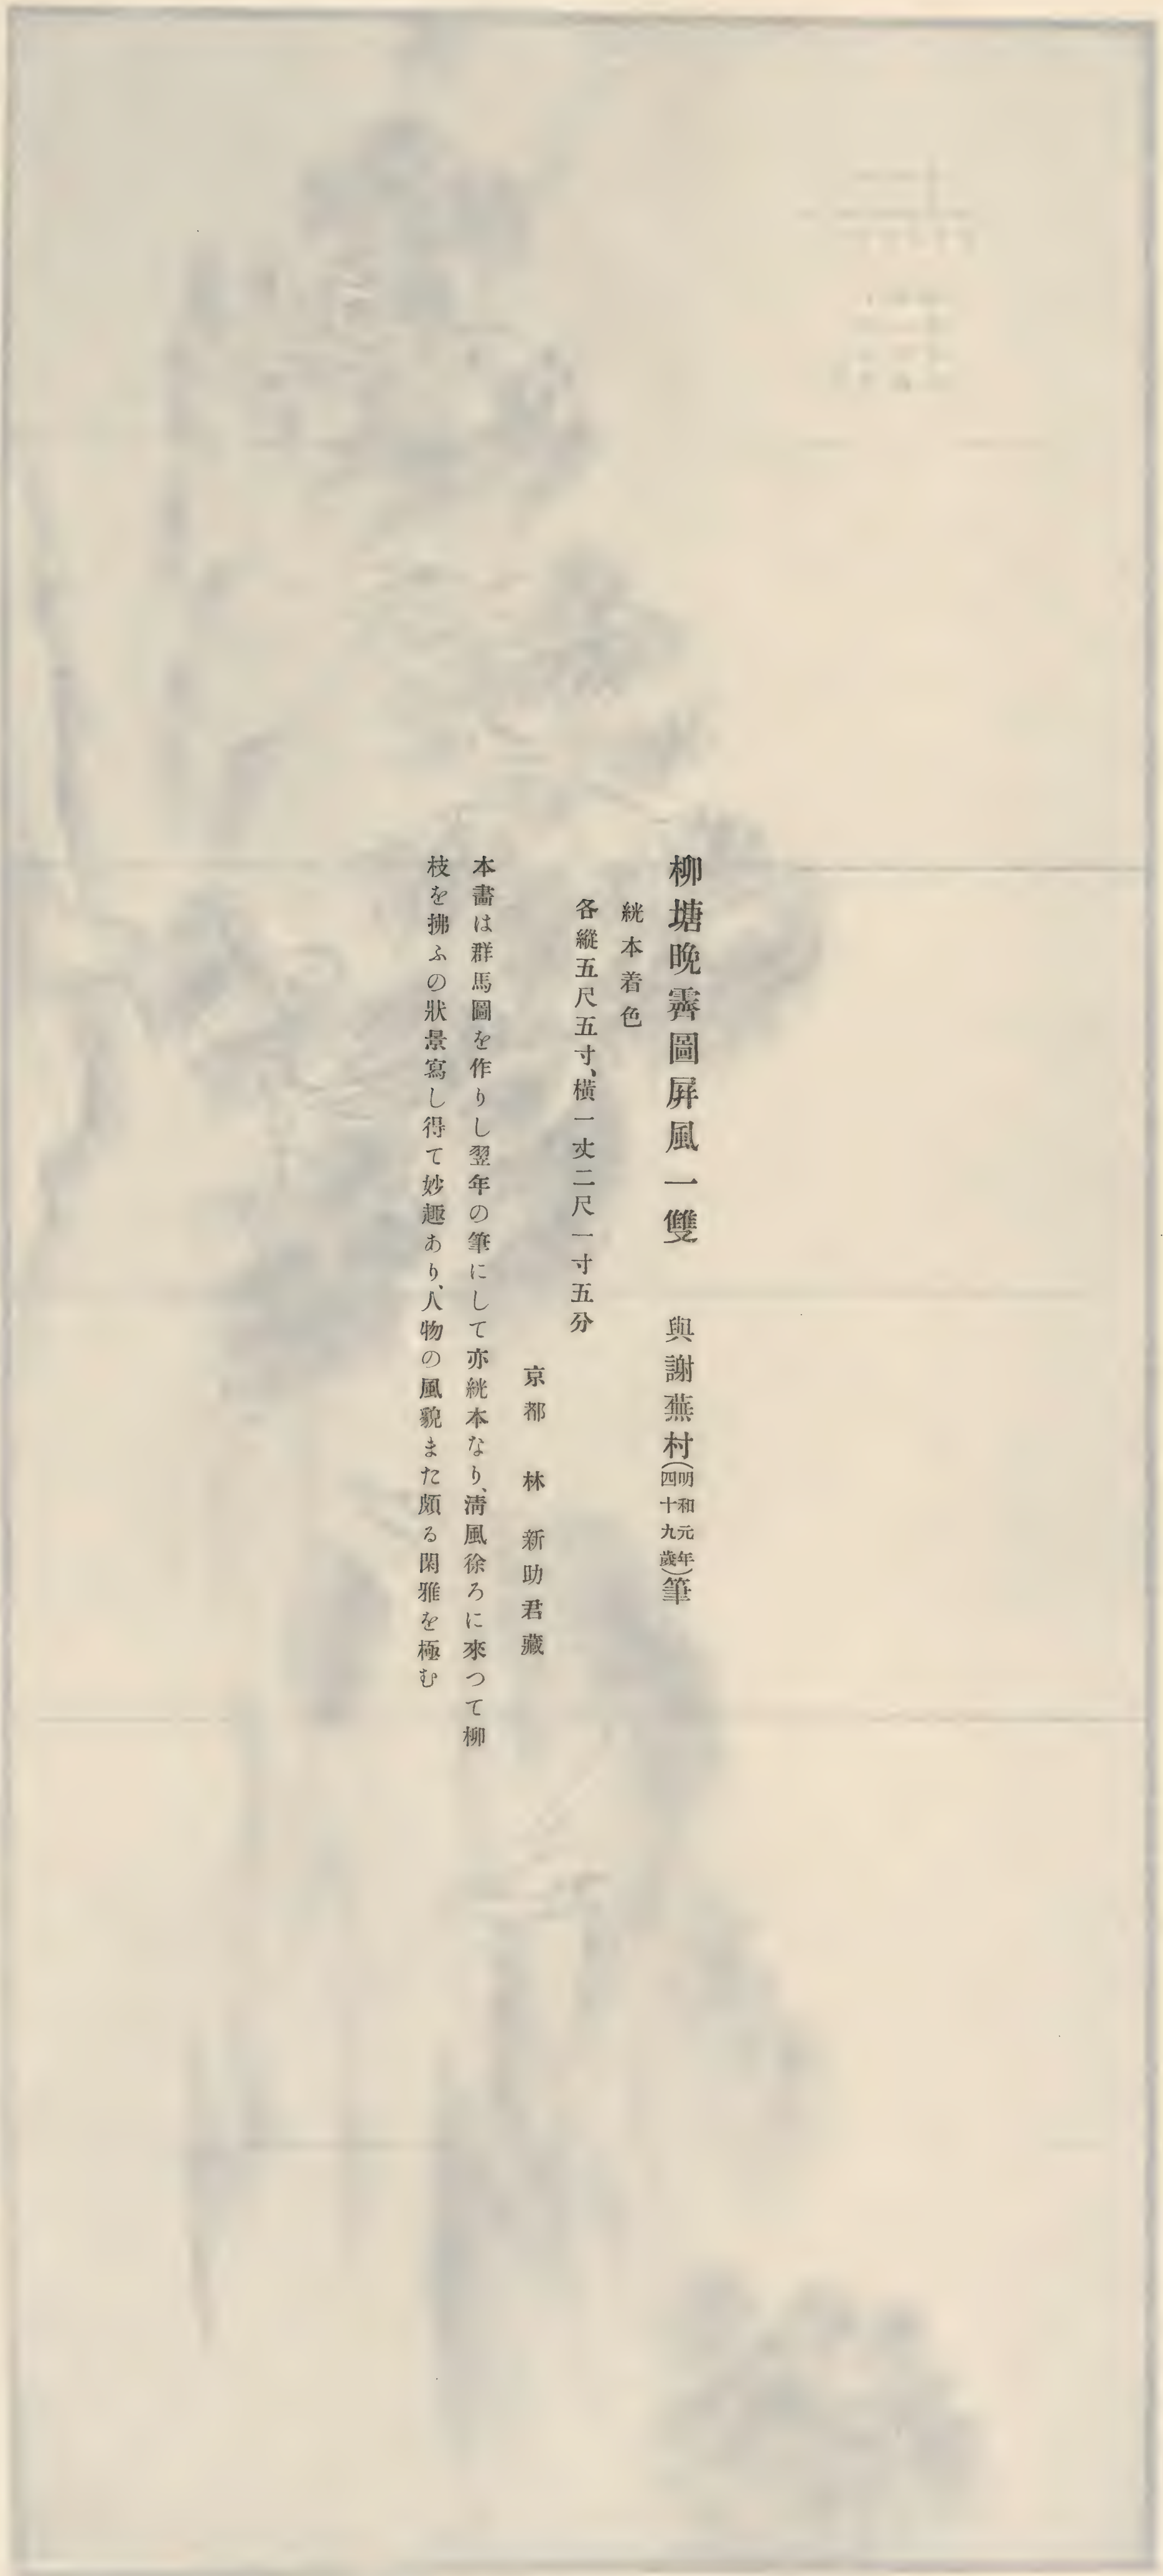 柳塘晩霽圖屏風一雙　與謝蕪村(明和元年四十九歲)筆
絖本着色
各縱五尺五寸、橫一丈二尺一寸五分
京都　林　新助君藏
本畵は群馬圖を作りし翌年の筆にして亦絖本なり、淸風徐ろに來つて柳
枝を拂ふの狀景寫し得て妙趣あり、人物の風貌また頗る閑雅を極む